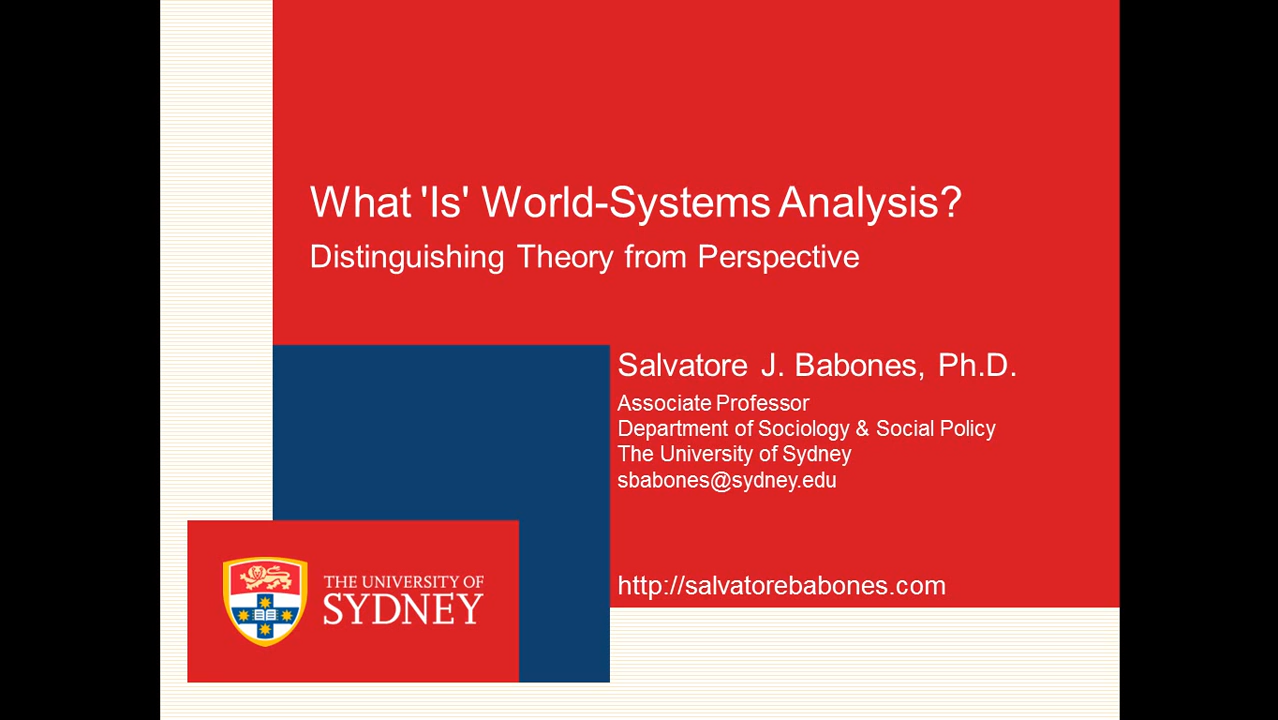 What 'Is' World-Systems Analysis?
Distinguishing Theory from Perspective
Salvatore J. Babones, Ph.D.
Associate Professor
Department of Sociology & Social Policy
The University of Sydney
sbabones@sydney.edu
http://salvatorebabones.com
THE UNIVERSITY OF
SYDNEY